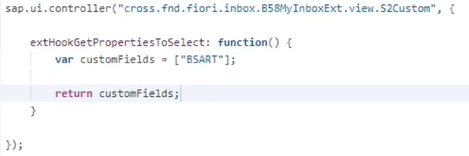 sap.ui.controller("cross.fnd.fiori.inbox.B58MyInboxExt.view.S2Custom", {
extHookGetPropertiesToSelect: function() {
var customFields = ["BSART"];
return customFields;
}
});